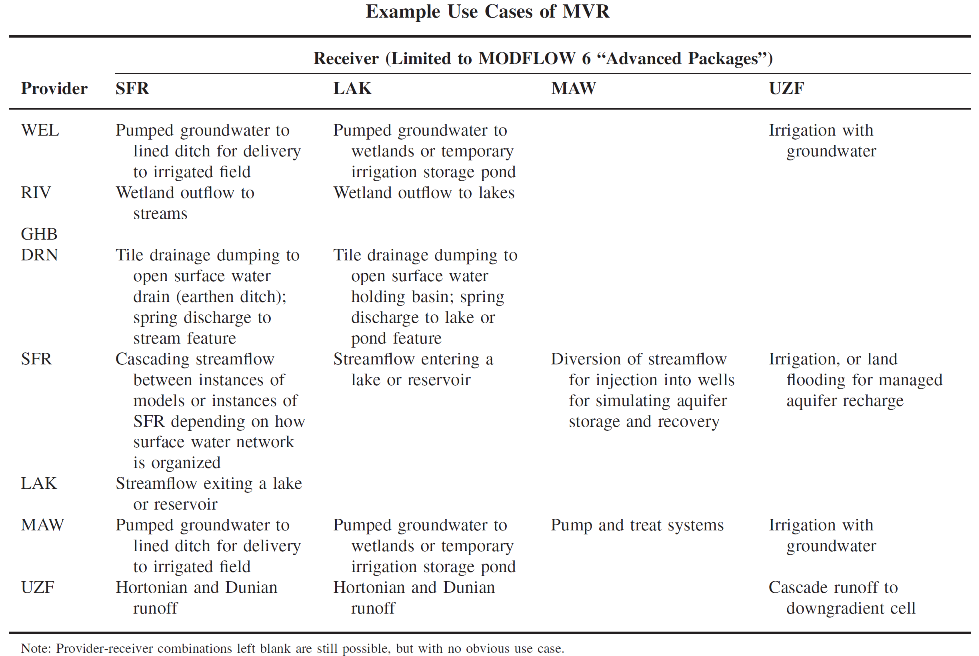 Example Use Cases of MVR
Receiver (Limited to MODFLOW 6 “Advanced Packages”)
Provider SFR LAK MAW UZF
WEL Pumped groundwater to Pumped groundwater to Irrigation with
lined ditch for delivery wetlands or temporary groundwater
to irrigated field irrigation storage pond
RIV Wetland outflow to Wetland outflow to lakes
streams
GHB
DRN Tile drainage dumping to Tile drainage dumping to
open surface water open surface water
drain (earthen ditch); holding basin; spring
spring discharge to discharge to lake or
stream feature pond feature
SFR Cascading streamflow Streamflow entering a Diversion of streamflow Irrigation, or land
between instances of lake or reservoir for injection into wells flooding for managed
models or instances of for simulating aquifer aquifer recharge
SFR depending on how storage and recovery
surface water network
is organized
LAK Streamflow exiting a lake
or reservoir
MAW Pumped groundwater to Pumped groundwater to Pump and treat systems Irrigation with
lined ditch for delivery wetlands or temporary groundwater
to irrigated field irrigation storage pond
UZF Hortonian and Dunian Hortonian and Dunian Cascade runoff to
runoff runoff downgradient cell
Note: Provider-receiver combinations left blank are still possible, but with no obvious use case.